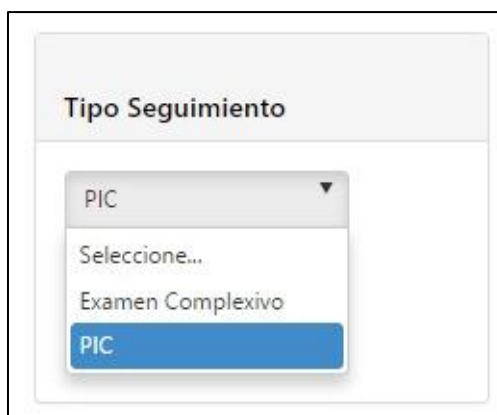 Tipo Seguimiento
PIC
Seleccione...
Examen Complexivo
PIC